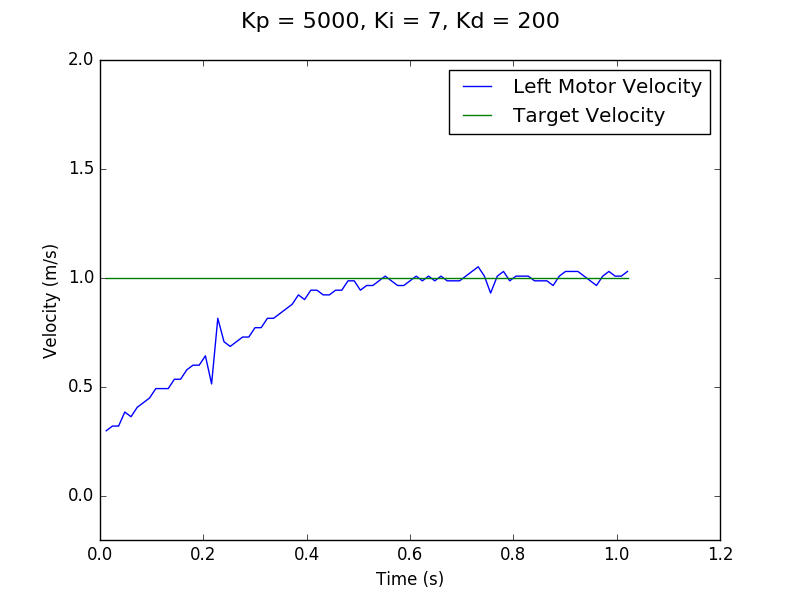 Kp = 5000, Ki = 7, Kd = 200
2.0
Left Motor Velocity
Target Velocity
1.5
1.0
0.5
0.0
Velocity (m/s)
0.0 0.2 0.4 0.6 0.8 1.0 1.2
Time (s)